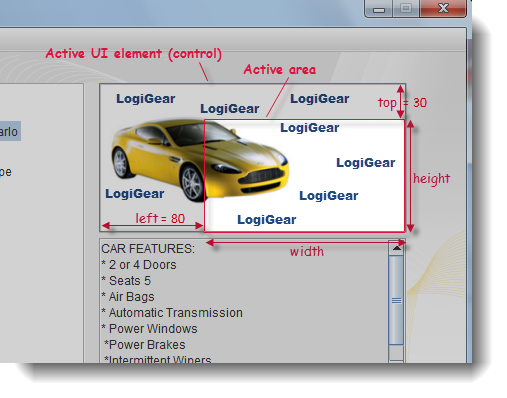 Active UI element (control)
Active area
LogiGear
LogiGear
LogiGear
top = 30
LogiGear
arlo
LogiGear
pe
height
LogiGear
LogiGear
left = 80
LogiGear
width
CAR FEATURES:
* 2 or 4 Doors
* Seats 5
* Air Bags
* Automatic Transmission
* Power Windows
*Power Brakes
*Intermittent Wipers